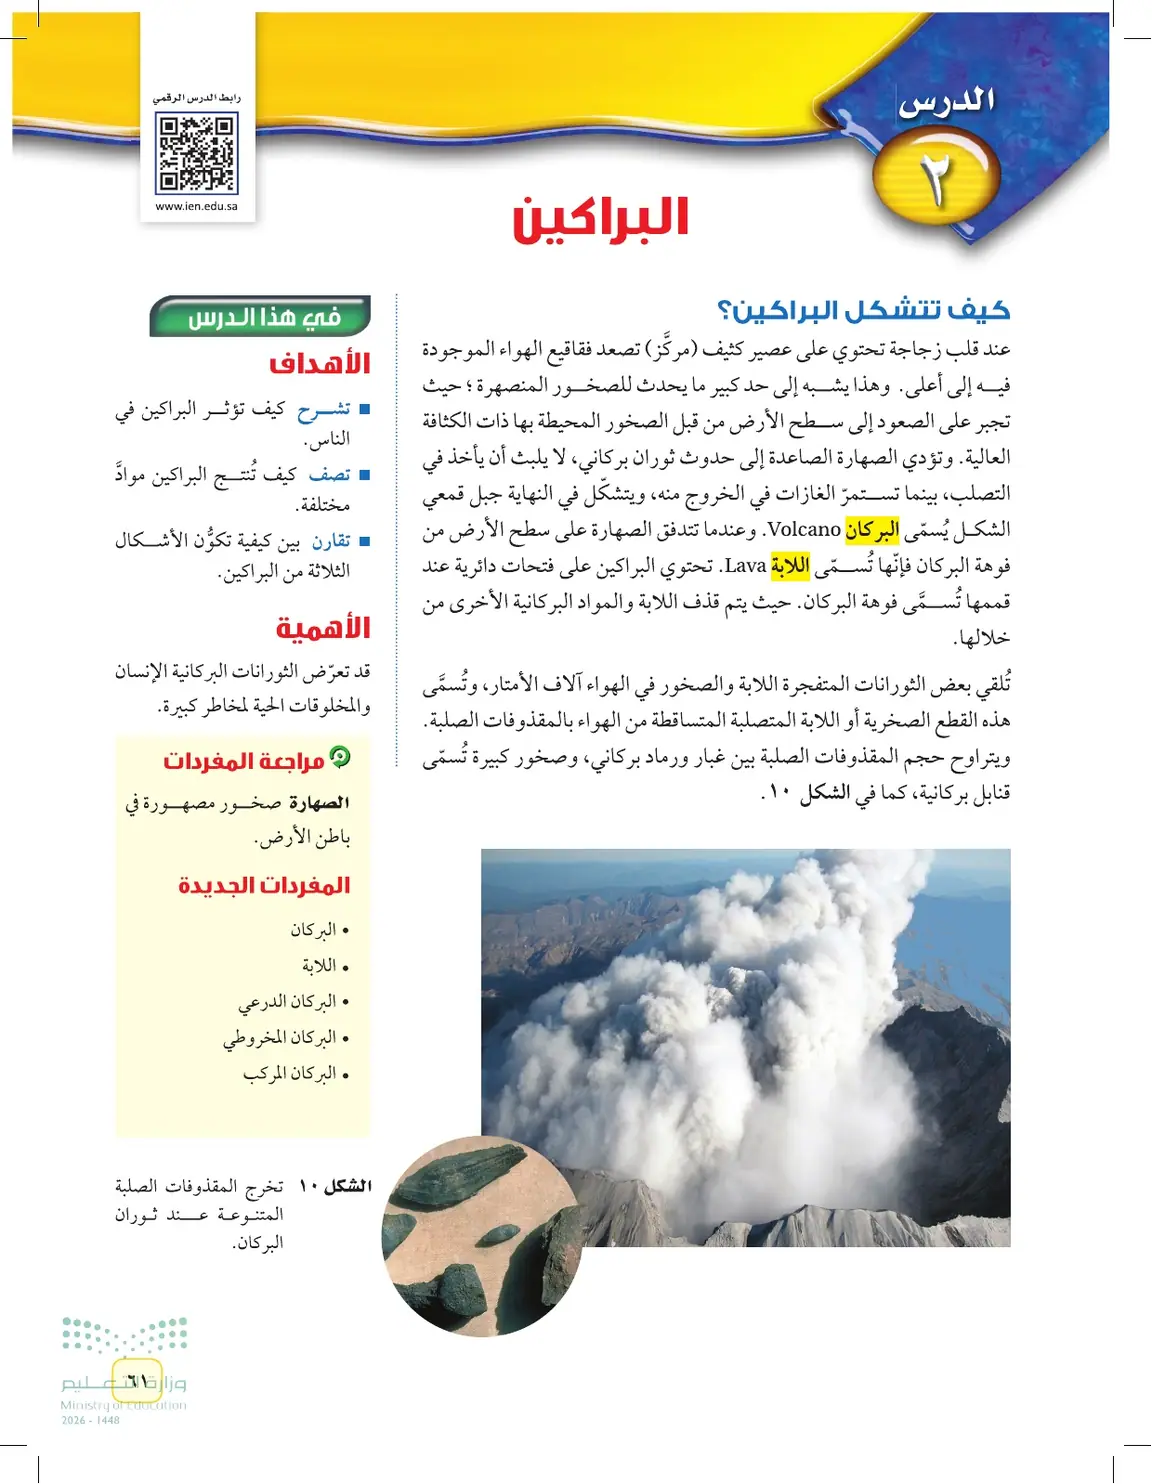 الدرس
٢
رابط الدرس الرقمي
www.ien.edu.sa
البراكين
كيف تتشكل البراكين؟
عند قلب زجاجة تحتوي على عصير كثيف (مركَّز) تصعد فقاقيع الهواء الموجودة
فيه إلى أعلى. وهذا يشبه إلى حد كبير ما يحدث للصخور المنصهرة ؛ حيث
تجبر على الصعود إلى سطح الأرض من قبل الصخور المحيطة بها ذات الكثافة
العالية. وتؤدي الصهارة الصاعدة إلى حدوث ثوران بركاني، لا يلبث أن يأخذ في
التصلب، بينما تستمرّ الغازات في الخروج منه، ويتشكّل في النهاية جبل قمعي
الشكل يُسمّى البركان Volcano. وعندما تتدفق الصهارة على سطح الأرض من
فوهة البركان فإنّها تُسمّى اللابة Lava. تحتوي البراكين على فتحات دائرية عند
قممها تُسمَّى فوهة البركان. حيث يتم قذف اللابة والمواد البركانية الأخرى من
خلالها.
تُلقي بعض الثورانات المتفجرة اللابة والصخور في الهواء آلاف الأمتار، وتُسمَّى
هذه القطع الصخرية أو اللابة المتصلبة المتساقطة من الهواء بالمقذوفات الصلبة.
ويتراوح حجم المقذوفات الصلبة بين غبار ورماد بركاني، وصخور كبيرة تُسمّى
قنابل بركانية، كما في الشكل ١٠.
في هذا الدرس
الأهداف
■ تشرح كيف تؤثر البراكين في
الناس.
■ تصف كيف تُنتج البراكين موادَّ
مختلفة.
■ تقارن بين كيفية تكوُّن الأشكال
الثلاثة من البراكين.
الأهمية
قد تعرّض الثورانات البركانية الإنسان
والمخلوقات الحية لمخاطر كبيرة.
مراجعة المفردات
الصهارة صخور مصهورة في
باطن الأرض.
المفردات الجديدة
• البركان
• اللابة
• البركان الدرعي
• البركان المخروطي
• البركان المركب
الشكل ١٠ تخرج المقذوفات الصلبة
المتنوعة عند ثوران
البركان.
وزارة التعليم
٦١
Ministry of Education
2026 - 1448